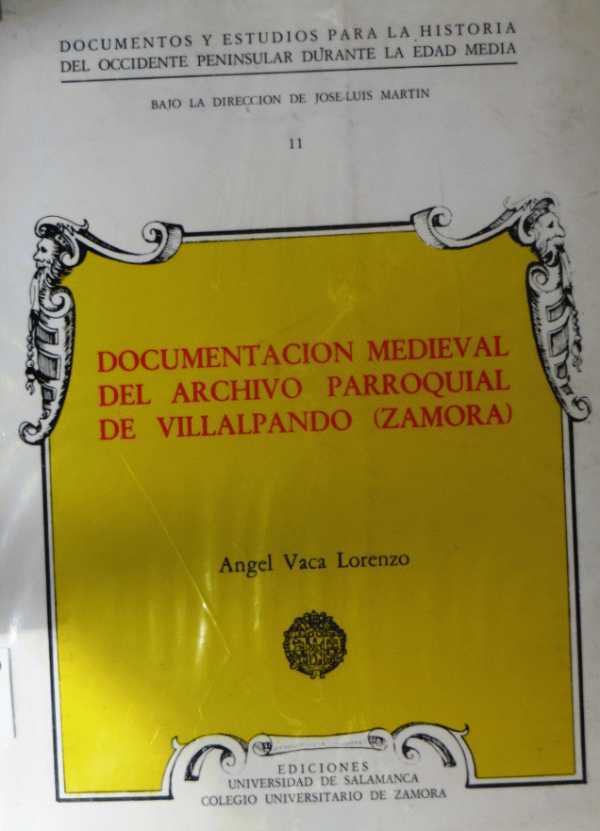 DOCUMENTOS Y ESTUDIOS PARA LA HISTORIA
DEL OCCIDENTE PENINSULAR DURANTE LA EDAD MEDIA
BAJO LA DIRECCION DE JOSE-LUIS MARTIN
11
DOCUMENTACION MEDIEVAL
DEL ARCHIVO PARROQUIAL
DE VILLALPANDO (ZAMORA)
Angel Vaca Lorenzo
EDICIONES
UNIVERSIDAD DE SALAMANCA
COLEGIO UNIVERSITARIO DE ZAMORA